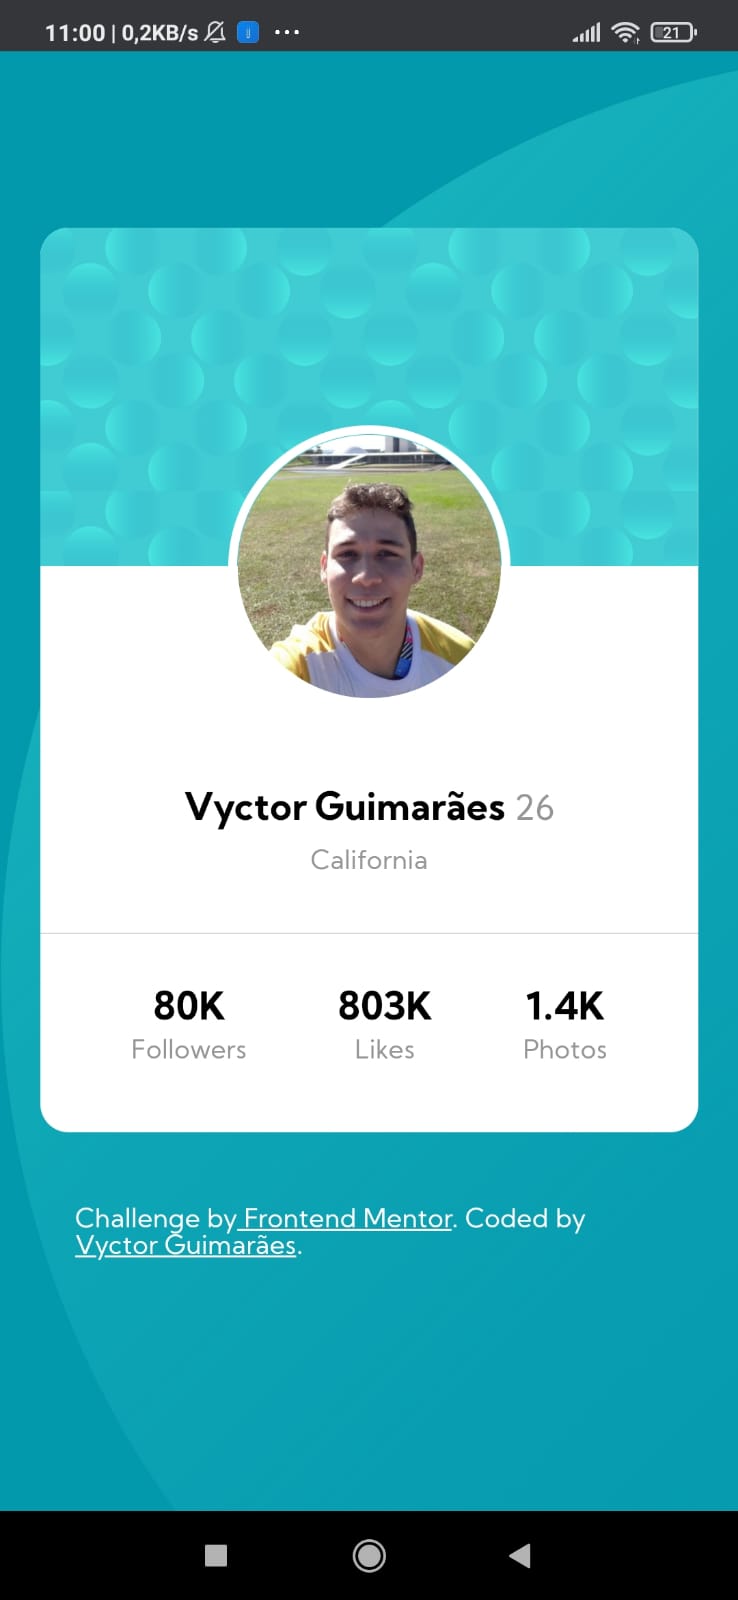 11:00 | 0,2KB/s ... 21
Vyctor Guimarães 26
California
80K 803K 1.4K
Followers Likes Photos
Challenge by Frontend Mentor. Coded by
Vyctor Guimarães.